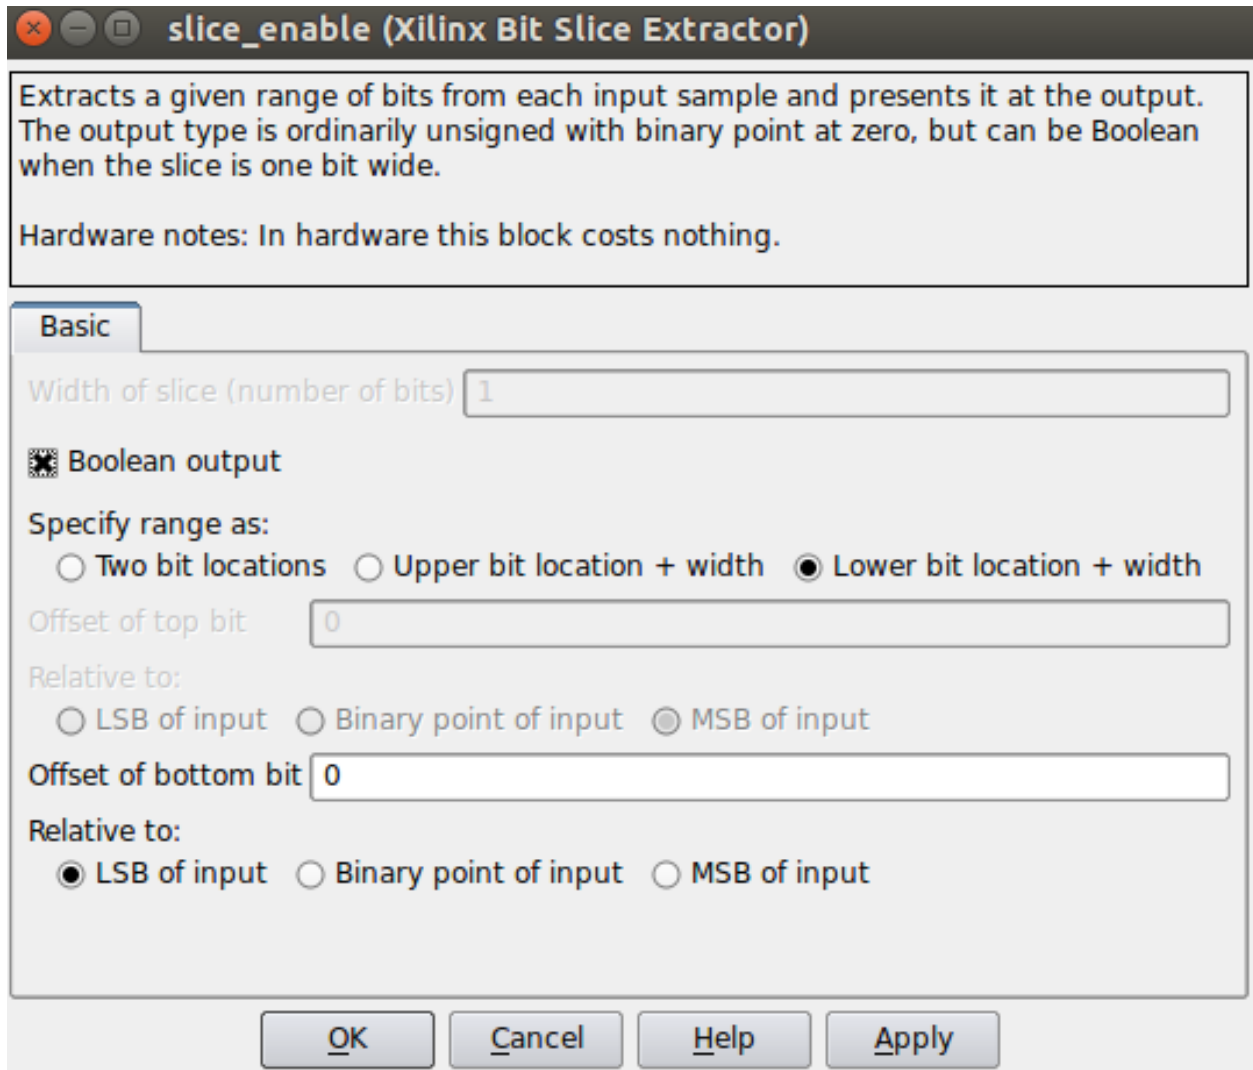 slice_enable (Xilinx Bit Slice Extractor)
Extracts a given range of bits from each input sample and presents it at the output.
The output type is ordinarily unsigned with binary point at zero, but can be Boolean
when the slice is one bit wide.
Hardware notes: In hardware this block costs nothing.
Basic
Width of slice (number of bits) 1
Boolean output
Specify range as:
Two bit locations Upper bit location + width Lower bit location + width
Offset of top bit 0
Relative to:
LSB of input Binary point of input MSB of input
Offset of bottom bit 0
Relative to:
LSB of input Binary point of input MSB of input
OK Cancel Help Apply